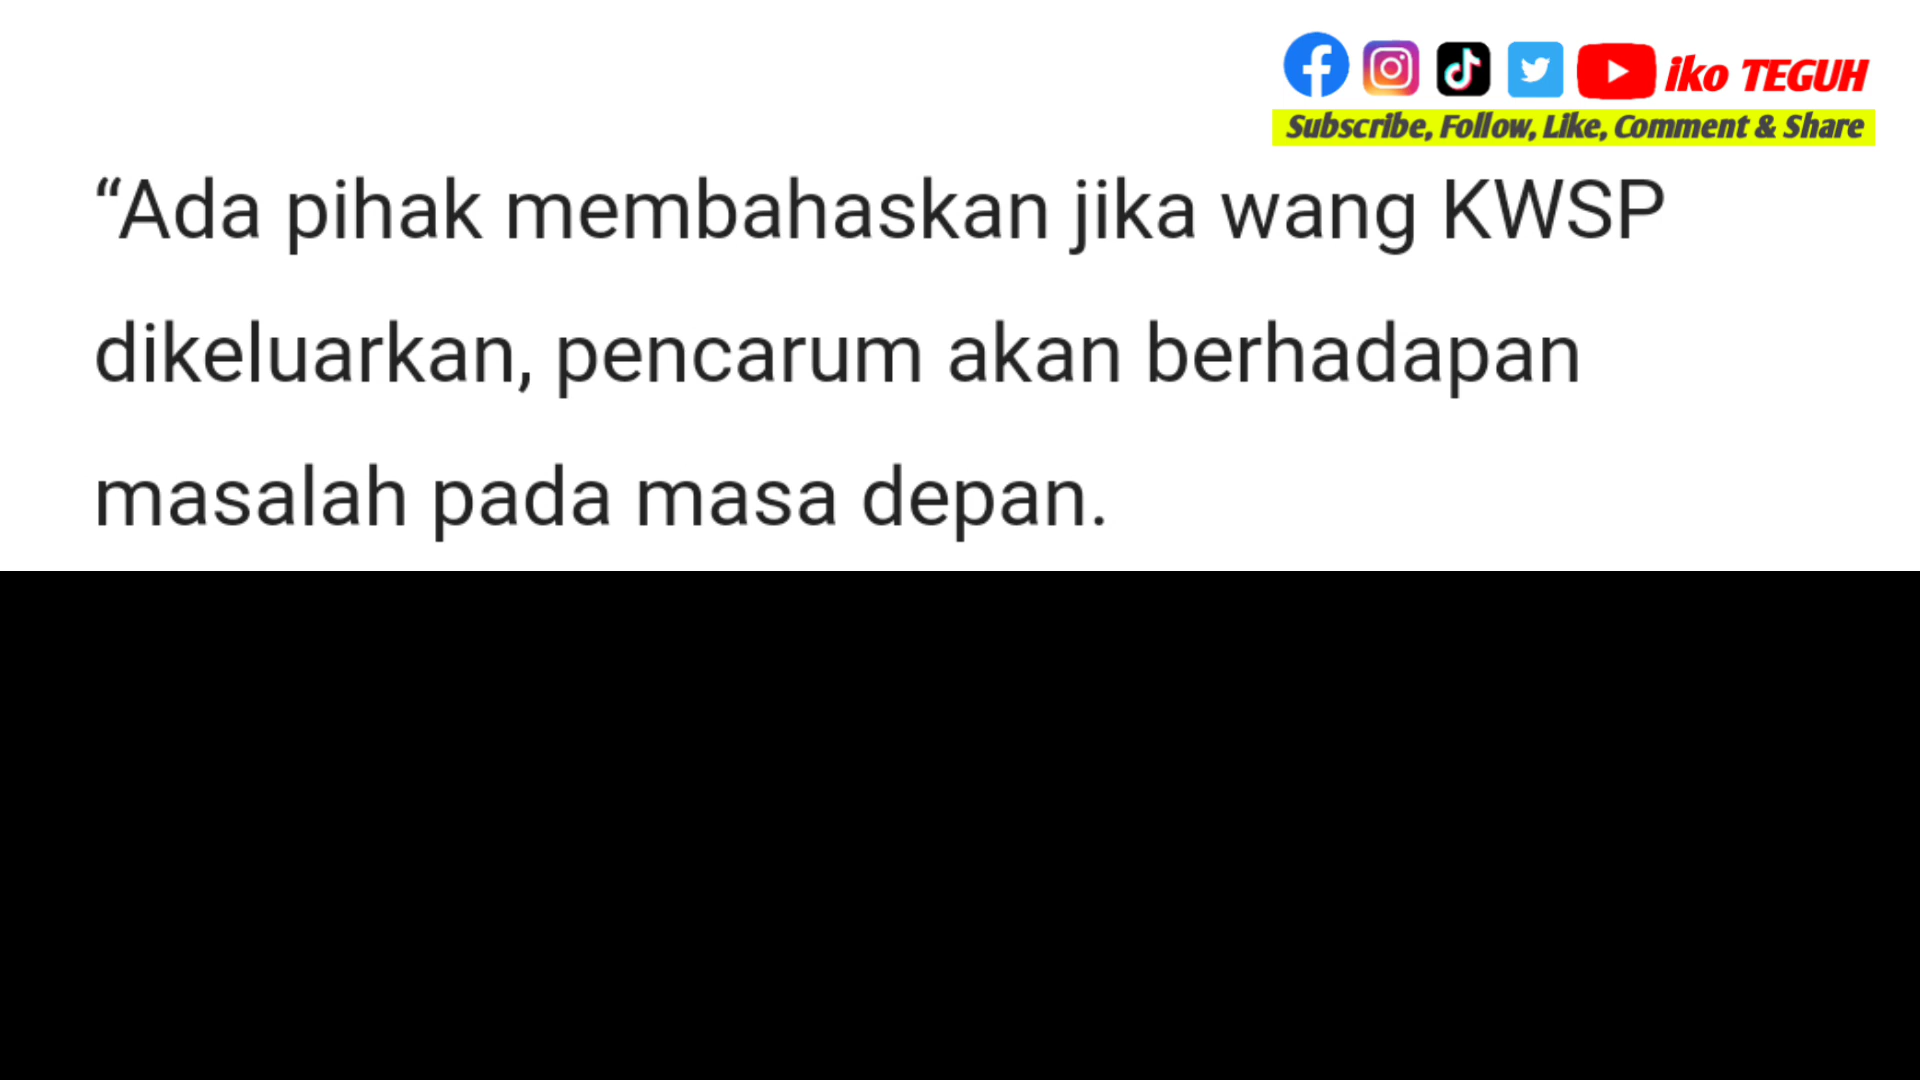 iko TEGUH
Subscribe, Follow, Like, Comment & Share
“Ada pihak membahaskan jika wang KWSP
dikeluarkan, pencarum akan berhadapan
masalah pada masa depan.